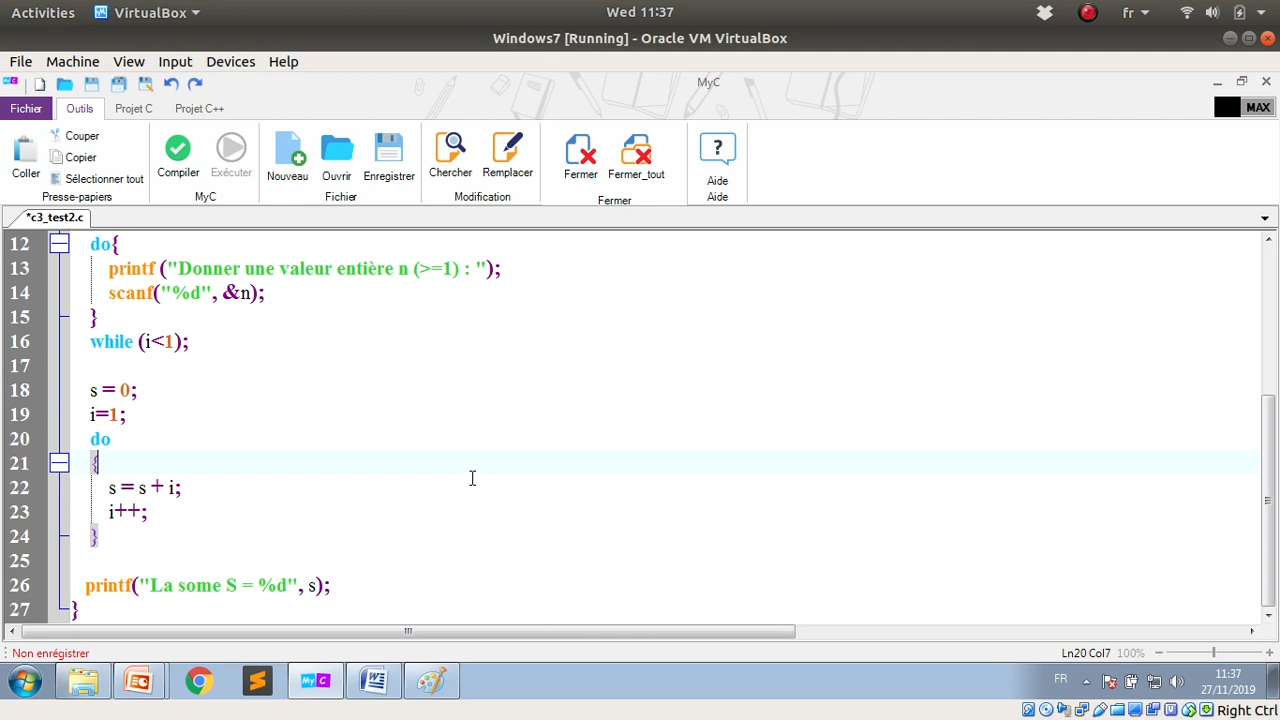 Activities VirtualBox Wed 11:37 fr
Windows7 [Running] - Oracle VM VirtualBox
File Machine View Input Devices Help
MyC
Fichier Outils Projet C Projet C++ MAX
Coller Couper Copier Sélectionner tout Compiler Exécuter Nouveau Ouvrir Enregistrer Chercher Remplacer Fermer Fermer_tout Aide
Presse-papiers MyC Fichier Modification Fermer Aide
*c3_test2.c
12 do{
13 printf ("Donner une valeur entière n (>=1) : ");
14 scanf("%d", &n);
15 }
16 while (i<1);
17
18 s = 0;
19 i=1;
20 do
21 {
22 s = s + i;
23 i++;
24 }
25
26 printf("La some S = %d", s);
27 }
Non enregistrer Ln20 Col7 100%
MyC W FR 11:37
27/11/2019
Right Ctrl